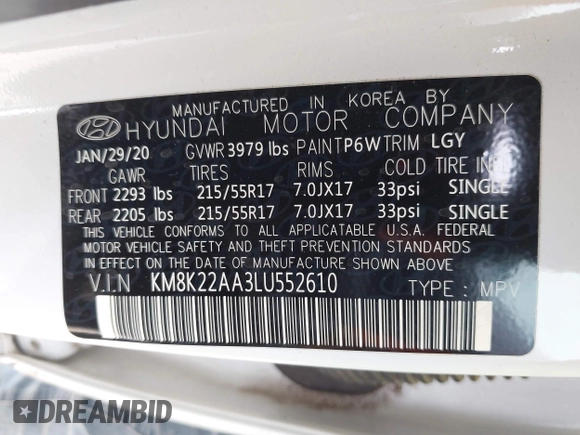 MANUFACTURED IN KOREA BY
HYUNDAI MOTOR COMPANY
JAN/29/20 GVWR 3979 lbs PAINT P6W TRIM LGY
GAWR TIRES RIMS COLD TIRE INF
FRONT 2293 lbs 215/55R17 7.0JX17 33psi SINGLE
REAR 2205 lbs 215/55R17 7.0JX17 33psi SINGLE
THIS VEHICLE CONFORMS TO ALL APPLICABLE U.S.A. FEDERAL
MOTOR VEHICLE SAFETY AND THEFT PREVENTION STANDARDS
IN EFFECT ON THE DATE OF MANUFACTURE SHOWN ABOVE.
V.I.N KM8K22AA3LU552610 TYPE : MPV
DREAMBID